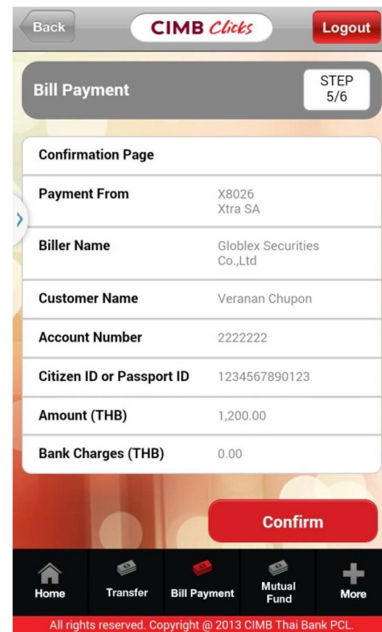 Back
CIMB Clicks
Logout
Bill Payment
STEP
5/6
Confirmation Page
Payment From
X8026
Xtra SA
Biller Name
Globlex Securities
Co.,Ltd
Customer Name
Veranan Chupon
Account Number
2222222
Citizen ID or Passport ID
1234567890123
Amount (THB)
1,200.00
Bank Charges (THB)
0.00
Confirm
Home
Transfer
Bill Payment
Mutual
Fund
More
All rights reserved. Copyright @ 2013 CIMB Thai Bank PCL.